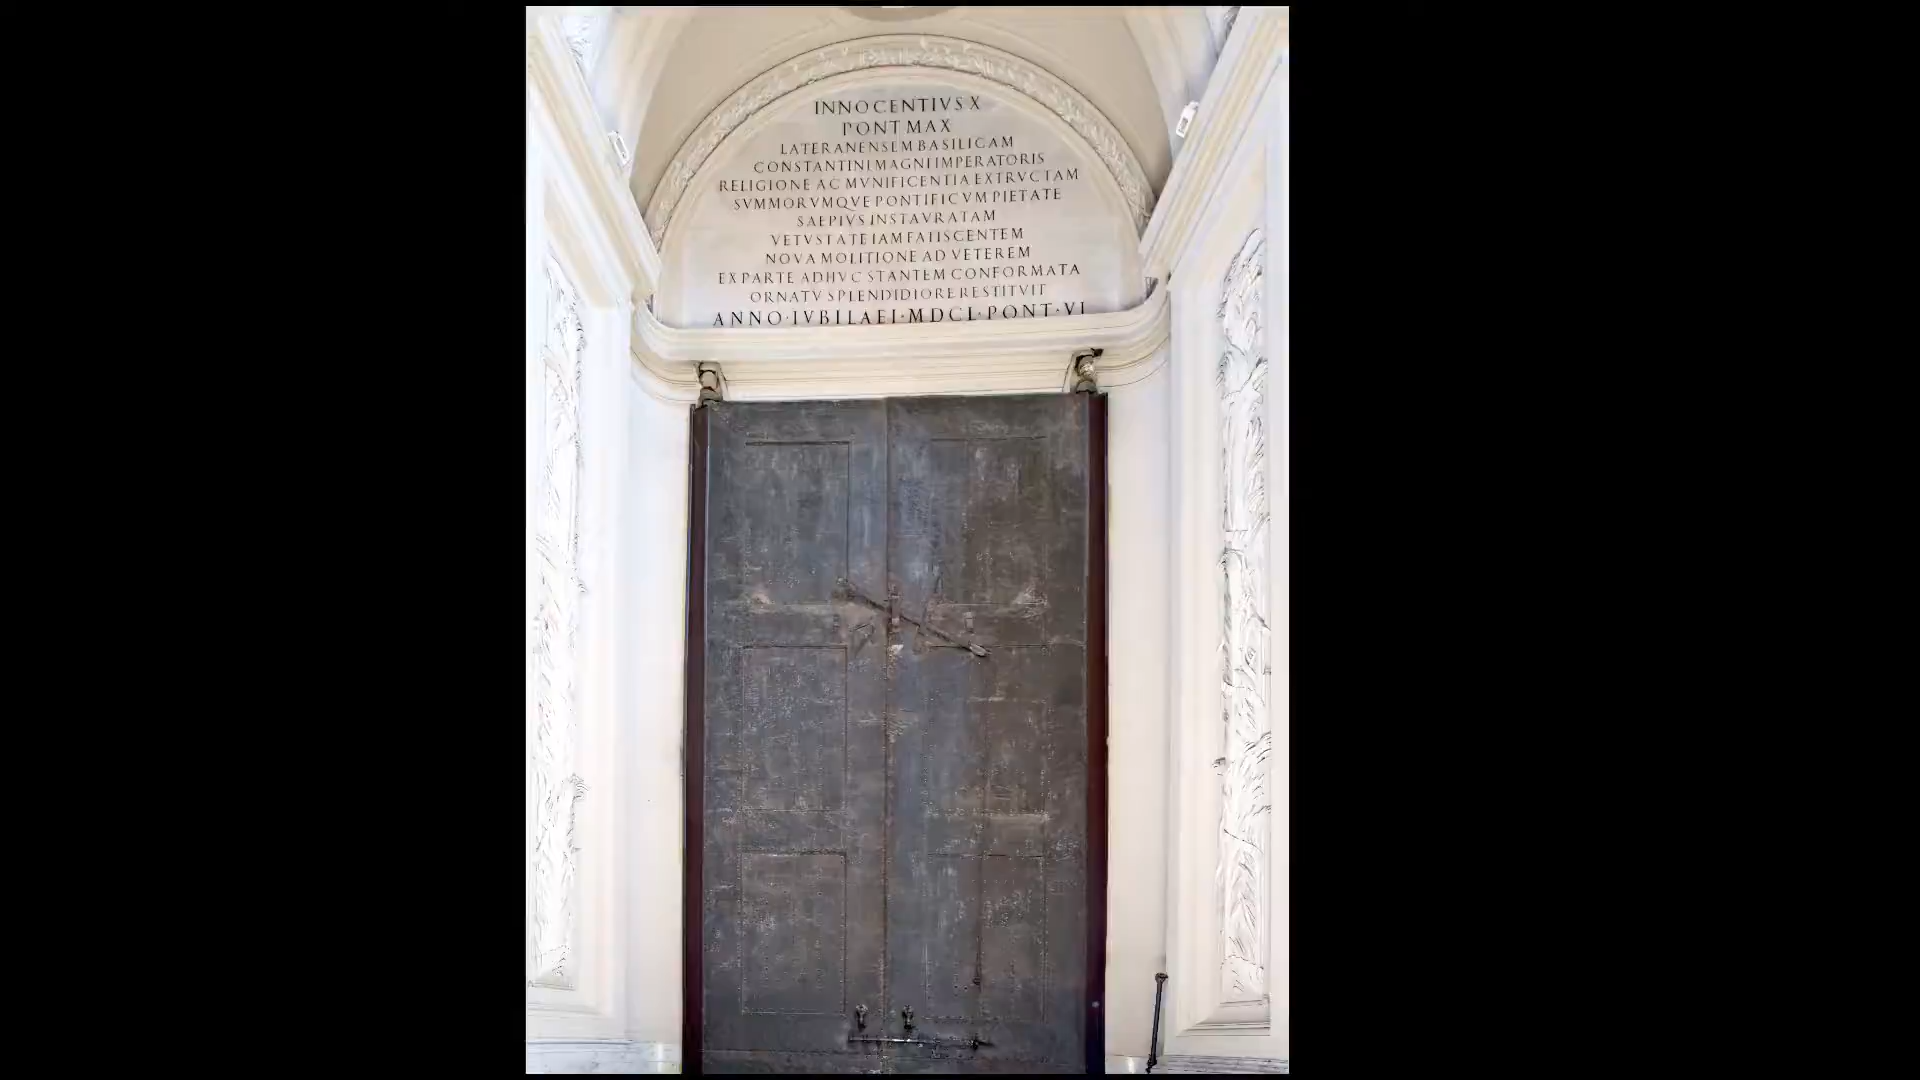 INNOCENTIVS X
PONT MAX
LATERANENSEM BASILICAM
CONSTANTINI MAGNI IMPERATORIS
RELIGIONE AC MVNIFICENTIA EXTRVCTAM
SVMMORVMQVE PONTIFICVM PIETATE
SAEPIVS INSTAVRATAM
VETVSTATE IAM FATISCENTEM
NOVA MOLITIONE AD VETEREM
EX PARTE ADHVC STANTEM CONFORMATA
ORNATV SPLENDIDIORE RESTITVIT
ANNO·IVBILAEI·MDCL·PONT·VI